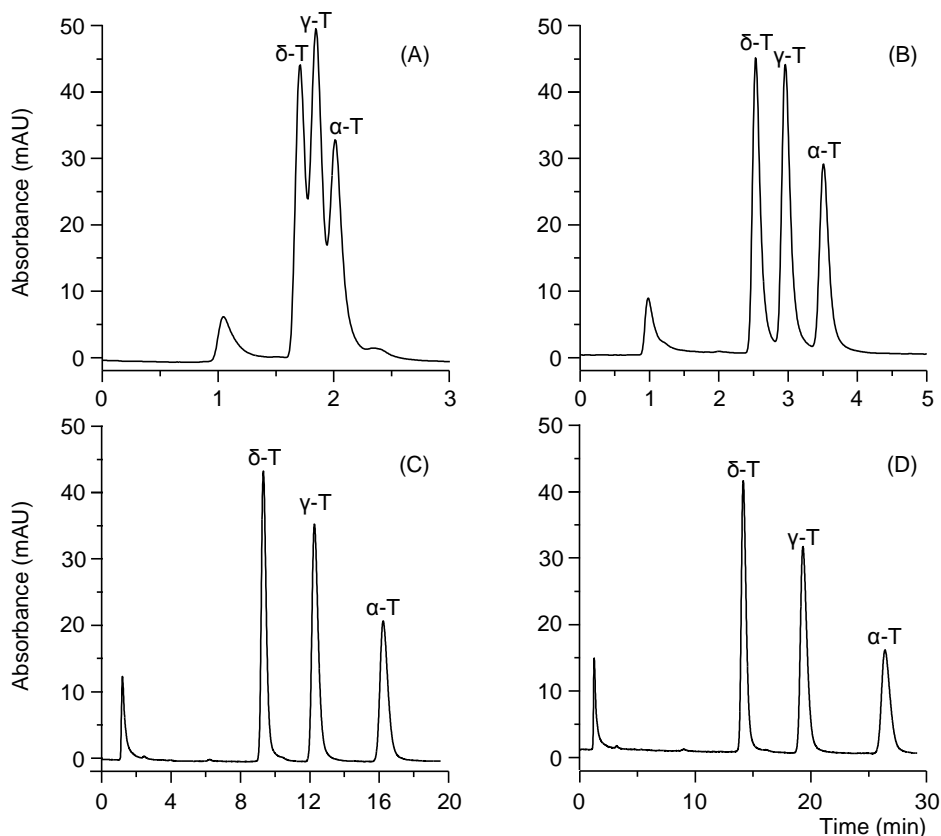 50
40
30
20
10
0
Absorbance (mAU)
δ-T
γ-T
α-T
(A)
0 1 2 3
50
40
30
20
10
0
δ-T
γ-T
α-T
(B)
0 1 2 3 4 5
50
40
30
20
10
0
Absorbance (mAU)
δ-T
γ-T
α-T
(C)
0 4 8 12 16 20
50
40
30
20
10
0
δ-T
γ-T
α-T
(D)
0 10 20 30
Time (min)